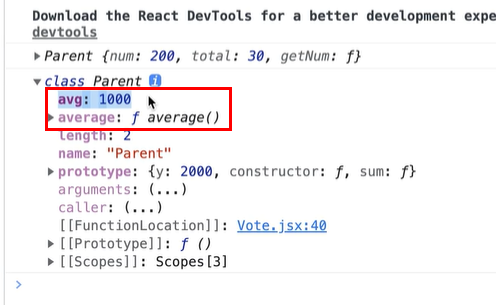 Download the React DevTools for a better development expe
devtools
Parent {num: 200, total: 30, getNum: ƒ}
class Parent i
avg: 1000
average: ƒ average()
length: 2
name: "Parent"
prototype: {y: 2000, constructor: ƒ, sum: ƒ}
arguments: (...)
caller: (...)
[[FunctionLocation]]: Vote.jsx:40
[[Prototype]]: ƒ ()
[[Scopes]]: Scopes[3]